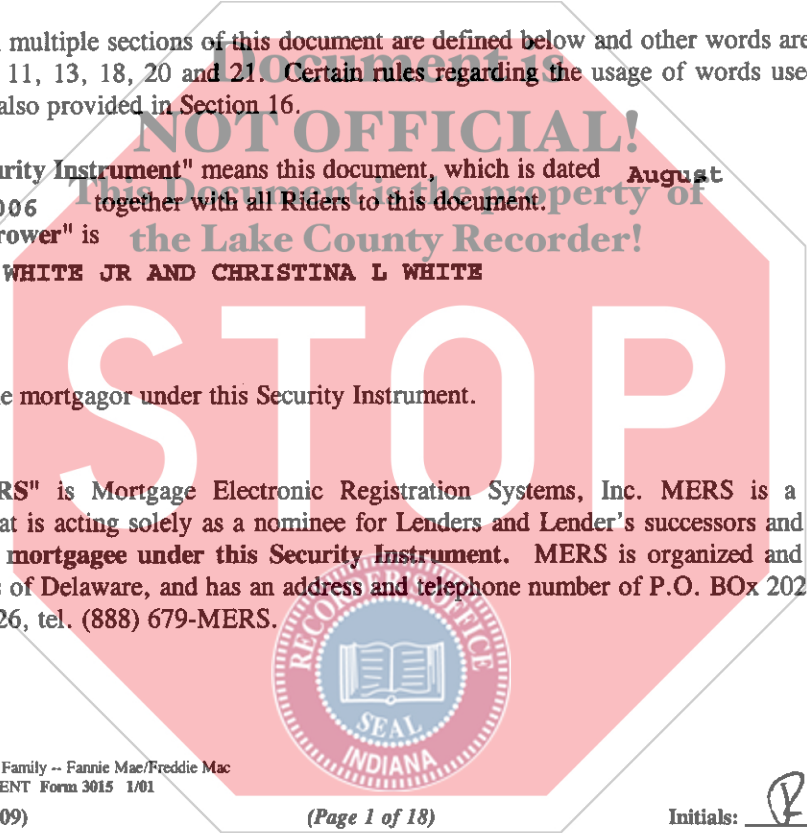 multiple sections of this document are defined below and other words are
11, 13, 18, 20 and 21. Certain rules regarding the usage of words use
also provided in Section 16.
Document is
NOT OFFICIAL!
This Document is the property of
the Lake County Recorder!
STOP
urity Instrument" means this document, which is dated August
006 together with all Riders to this document.
rower" is
WHITE JR AND CHRISTINA L WHITE
e mortgagor under this Security Instrument.
RS" is Mortgage Electronic Registration Systems, Inc. MERS is a
at is acting solely as a nominee for Lenders and Lender's successors and
mortgagee under this Security Instrument. MERS is organized and
s of Delaware, and has an address and telephone number of P.O. BOx 202
26, tel. (888) 679-MERS.
RECORDER'S OFFICE
SEAL
INDIANA
Family -- Fannie Mae/Freddie Mac
ENT Form 3015 1/01
09)
(Page 1 of 18)
Initials: